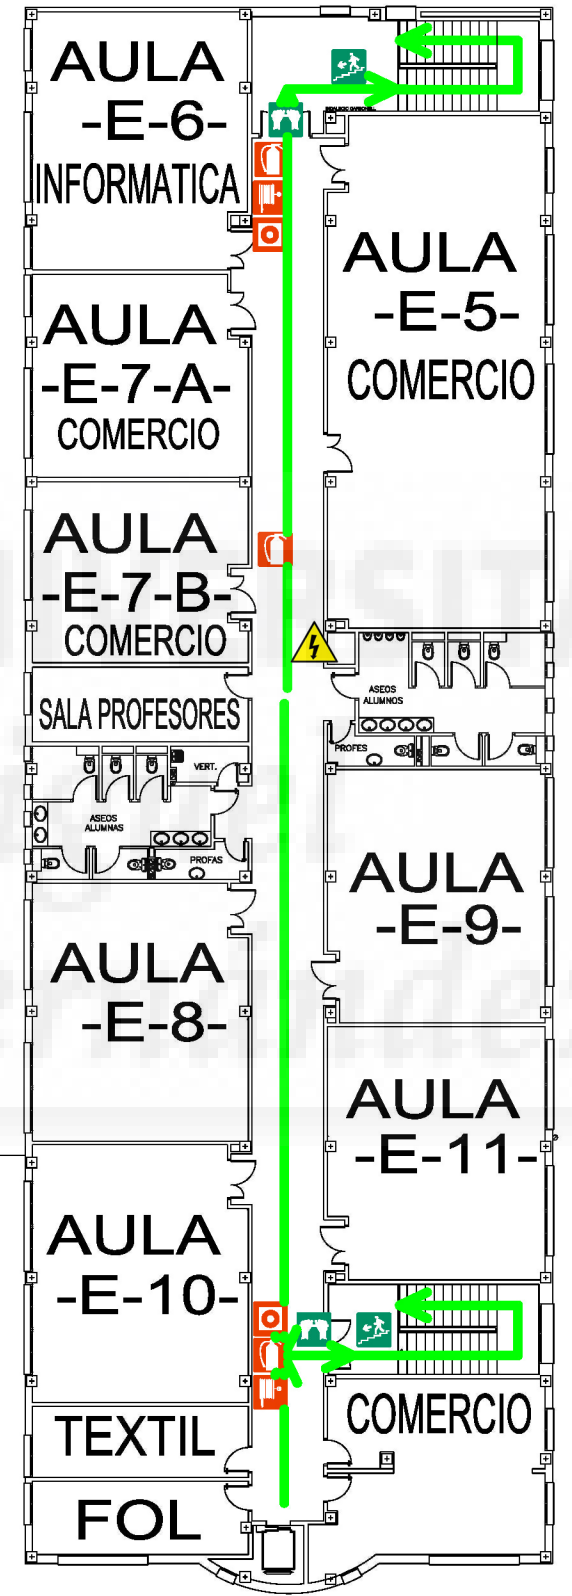 AULA
-E-6-
INFORMATICA
AULA
-E-5-
COMERCIO
AULA
-E-7-A-
COMERCIO
AULA
-E-7-B-
COMERCIO
SALA PROFESORES
ASEOS
ALUMNOS
PROFES
VERT.
ASEOS
ALUMNAS
PROFAS
AULA
-E-9-
AULA
-E-8-
AULA
-E-11-
AULA
-E-10-
COMERCIO
TEXTIL
FOL